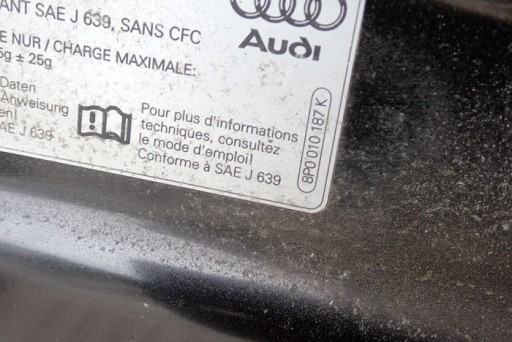 ANT SAE J 639, SANS CFC
Audi
E NUR / CHARGE MAXIMALE:
5g ± 25g
Daten
Anweisung
en!
AE J 639
Pour plus d'informations
techniques, consultez
le mode d'emploi!
Conforme à SAE J 639
8P0 010 187 K